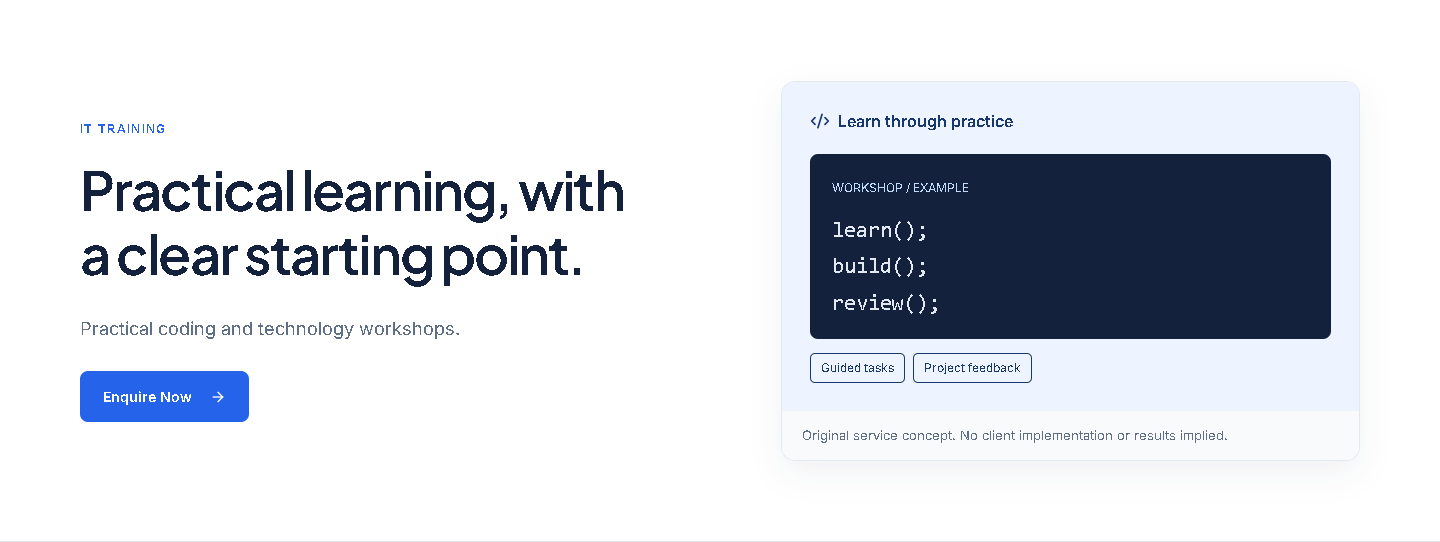 IT TRAINING
Practical learning, with
a clear starting point.
Practical coding and technology workshops.
Enquire Now
Learn through practice
WORKSHOP / EXAMPLE
learn();
build();
review();
Guided tasks
Project feedback
Original service concept. No client implementation or results implied.